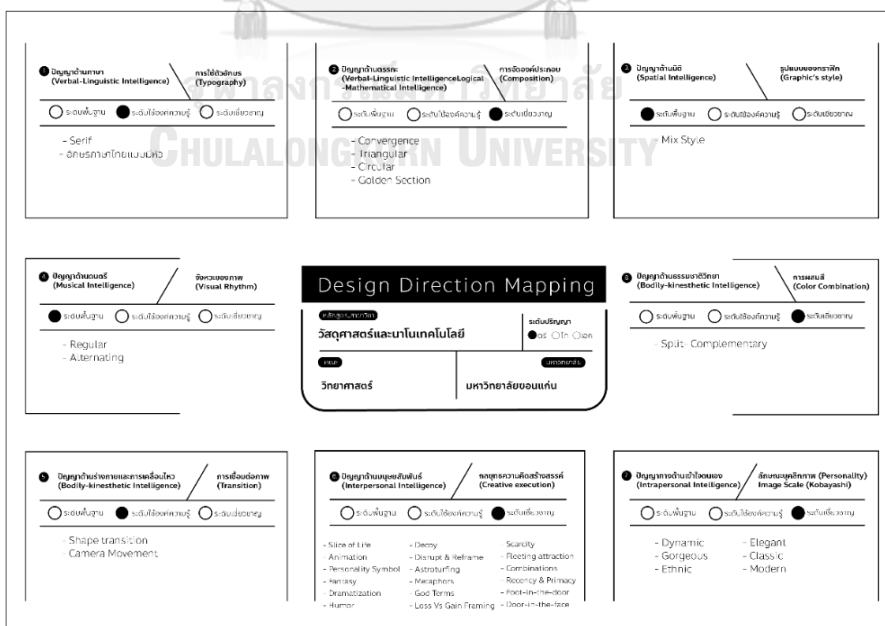 จุฬาลงกรณ์มหาวิทยาลัย
CHULALONGKORN UNIVERSITY
1 ปัญญาด้านภาษา
(Verbal-Linguistic Intelligence)
การใช้ตัวอักษร
(Typography)
ระดับพื้นฐาน ระดับใช้องค์ความรู้ ระดับเชี่ยวชาญ
- Serif
- อักษรภาษาไทยแบบมีหัว
2 ปัญญาด้านตรรกะ
(Verbal-Linguistic IntelligenceLogical
-Mathematical Intelligence)
การจัดองค์ประกอบ
(Composition)
ระดับพื้นฐาน ระดับใช้องค์ความรู้ ระดับเชี่ยวชาญ
- Convergence
- Triangular
- Circular
- Golden Section
3 ปัญญาด้านมิติ
(Spatial Intelligence)
รูปแบบของกราฟิก
(Graphic's style)
ระดับพื้นฐาน ระดับใช้องค์ความรู้ ระดับเชี่ยวชาญ
- Mix Style
4 ปัญญาด้านดนตรี
(Musical Intelligence)
จังหวะของภาพ
(Visual Rhythm)
ระดับพื้นฐาน ระดับใช้องค์ความรู้ ระดับเชี่ยวชาญ
- Regular
- Alternating
Design Direction Mapping
หลักสูตร/สาขาวิชา
วัสดุศาสตร์และนาโนเทคโนโลยี
ระดับปริญญา
ตรี โท เอก
คณะ
วิทยาศาสตร์
มหาวิทยาลัย
มหาวิทยาลัยขอนแก่น
ปัญญาด้านธรรมชาติวิทยา
(Bodily-kinesthetic Intelligence)
การผสมสี
(Color Combination)
ระดับพื้นฐาน ระดับใช้องค์ความรู้ ระดับเชี่ยวชาญ
- Split- Complementary
5 ปัญญาด้านร่างกายและการเคลื่อนไหว
(Bodily-kinesthetic Intelligence)
การเชื่อมต่อภาพ
(Transition)
ระดับพื้นฐาน ระดับใช้องค์ความรู้ ระดับเชี่ยวชาญ
- Shape transition
- Camera Movement
6 ปัญญาด้านมนุษยสัมพันธ์
(Interpersonal Intelligence)
กลยุทธความคิดสร้างสรรค์
(Creative execution)
ระดับพื้นฐาน ระดับใช้องค์ความรู้ ระดับเชี่ยวชาญ
- Slice of Life
- Animation
- Personality Symbol
- Fantasy
- Dramatization
- Humor
- Decoy
- Disrupt & Reframe
- Astroturfing
- Metaphors
- God Terms
- Loss Vs Gain Framing
- Scarcity
- Fleeting attraction
- Combinations
- Recency & Primacy
- Foot-in-the-door
- Door-in-the-face
7 ปัญญาทางด้านเข้าใจตนเอง
(Intrapersonal Intelligence)
ลักษณะบุคลิกภาพ (Personality)
Image Scale (Kobayashi)
ระดับพื้นฐาน ระดับใช้องค์ความรู้ ระดับเชี่ยวชาญ
- Dynamic
- Gorgeous
- Ethnic
- Elegant
- Classic
- Modern